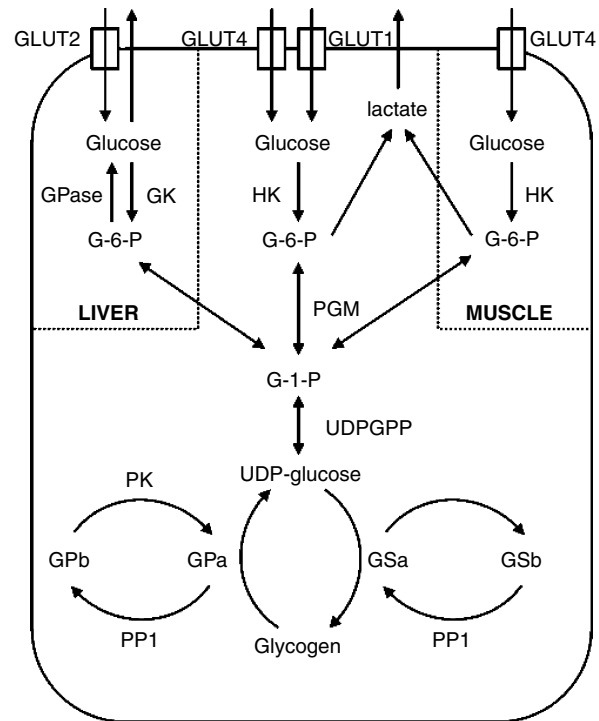 GLUT2 GLUT4 GLUT1 GLUT4
lactate
Glucose Glucose Glucose
GPase GK HK HK
G-6-P G-6-P G-6-P
LIVER PGM MUSCLE
G-1-P
UDPGPP
UDP-glucose
PK
GPb GPa GSa GSb
PP1 Glycogen PP1